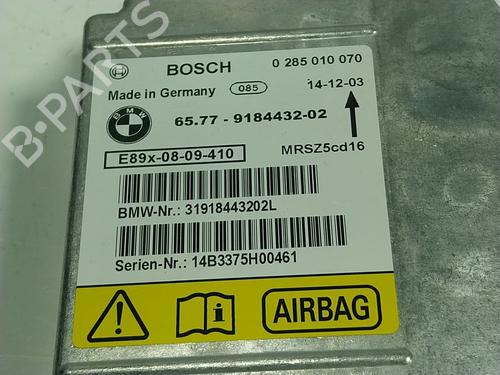 BOSCH 0 285 010 070
Made in Germany 085 14-12-03
BMW 65.77 - 9184432-02
E89x-08-09-410 MRSZ5cd16
BMW-Nr.: 31918443202L
Serien-Nr.: 14B3375H00461
AIRBAG
B-PARTS